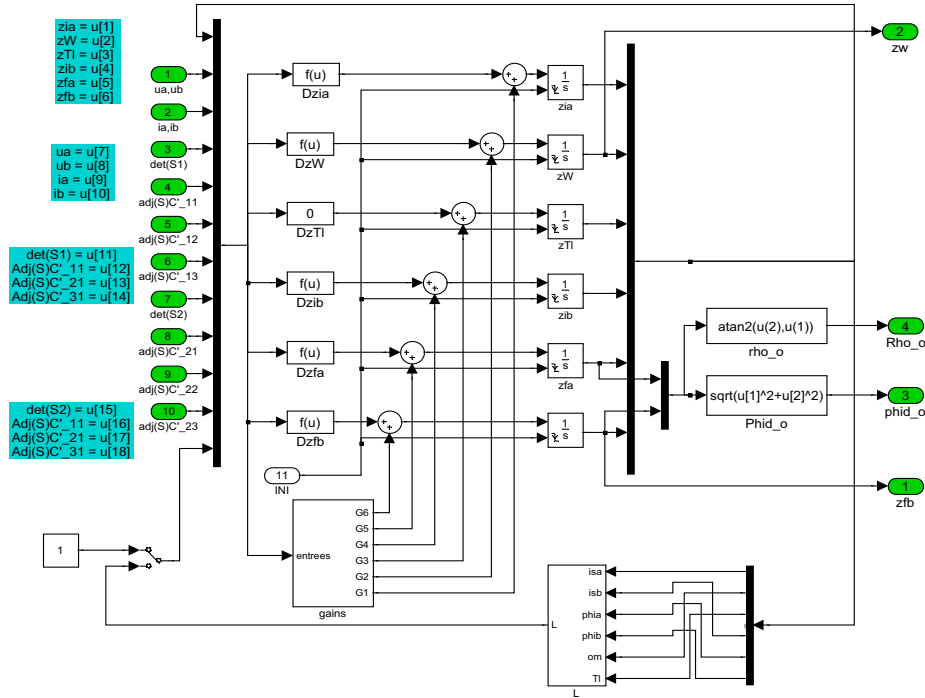 zia = u[1]
zW = u[2]
zTl = u[3]
zib = u[4]
zfa = u[5]
zfb = u[6]
ua = u[7]
ub = u[8]
ia = u[9]
ib = u[10]
det(S1) = u[11]
Adj(S)C'_11 = u[12]
Adj(S)C'_21 = u[13]
Adj(S)C'_31 = u[14]
det(S2) = u[15]
Adj(S)C'_11 = u[16]
Adj(S)C'_21 = u[17]
Adj(S)C'_31 = u[18]
1
ua,ub
2
ia,ib
3
det(S1)
4
adj(S)C'_11
5
adj(S)C'_12
6
adj(S)C'_13
7
det(S2)
8
adj(S)C'_21
9
adj(S)C'_22
10
adj(S)C'_23
1
f(u)
Dzia
f(u)
DzW
0
DzTl
f(u)
Dzib
f(u)
Dzfa
f(u)
Dzfb
11
INI
entrees
G6
G5
G4
G3
G2
G1
gains
+
+
+
+
+
+
+
+
+
+
+
+
1
s
zia
1
s
zW
1
s
zTl
1
s
zib
1
s
zfa
1
s
zfb
atan2(u(2),u(1))
rho_o
sqrt(u[1]^2+u[2]^2)
Phid_o
2
zw
4
Rho_o
3
phid_o
1
zfb
L
isa
isb
phia
phib
om
Tl
L